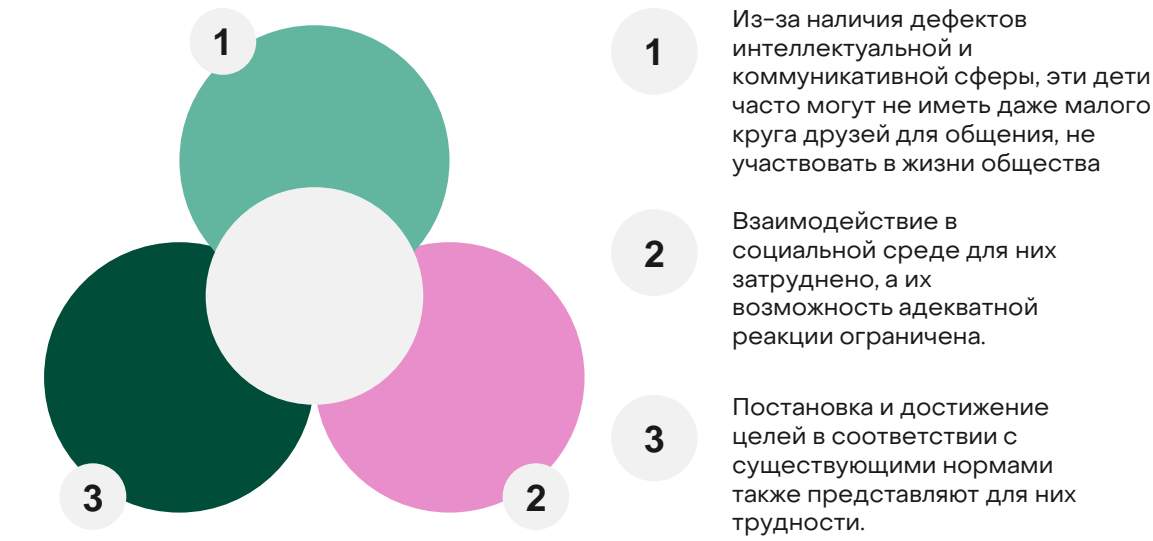 1
3
2
1
Из-за наличия дефектов
интеллектуальной и
коммуникативной сферы, эти дети
часто могут не иметь даже малого
круга друзей для общения, не
участвовать в жизни общества
2
Взаимодействие в
социальной среде для них
затруднено, а их
возможность адекватной
реакции ограничена.
3
Постановка и достижение
целей в соответствии с
существующими нормами
также представляют для них
трудности.